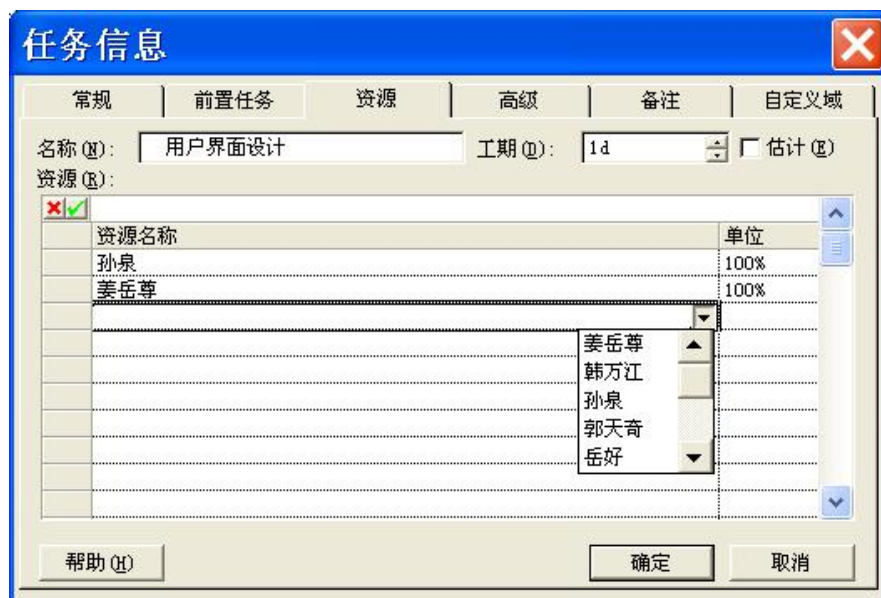 任务信息
常规 前置任务 资源 高级 备注 自定义域
名称(N): 用户界面设计 工期(D): 1d 估计(E)
资源(R):
资源名称 单位
孙泉 100%
姜岳尊 100%
姜岳尊
韩万江
孙泉
郭天奇
岳好
帮助(H) 确定 取消